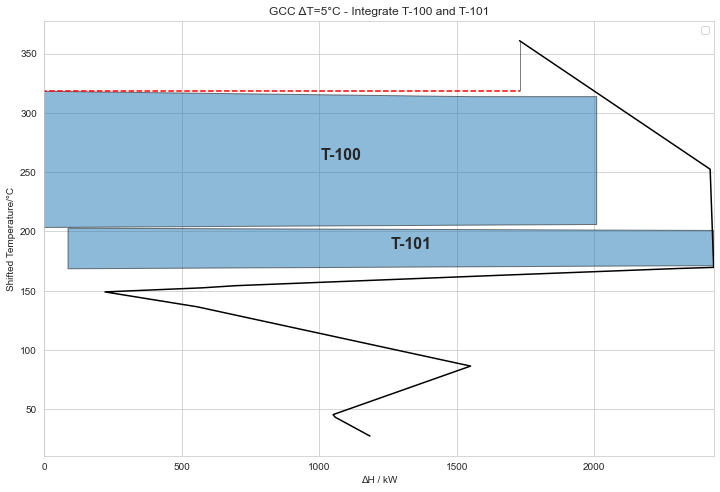 GCC ΔT=5°C - Integrate T-100 and T-101
350
300
250
200
150
100
50
Shifted Temperature/°C
T-100
T-101
0
500
1000
1500
2000
ΔH / kW